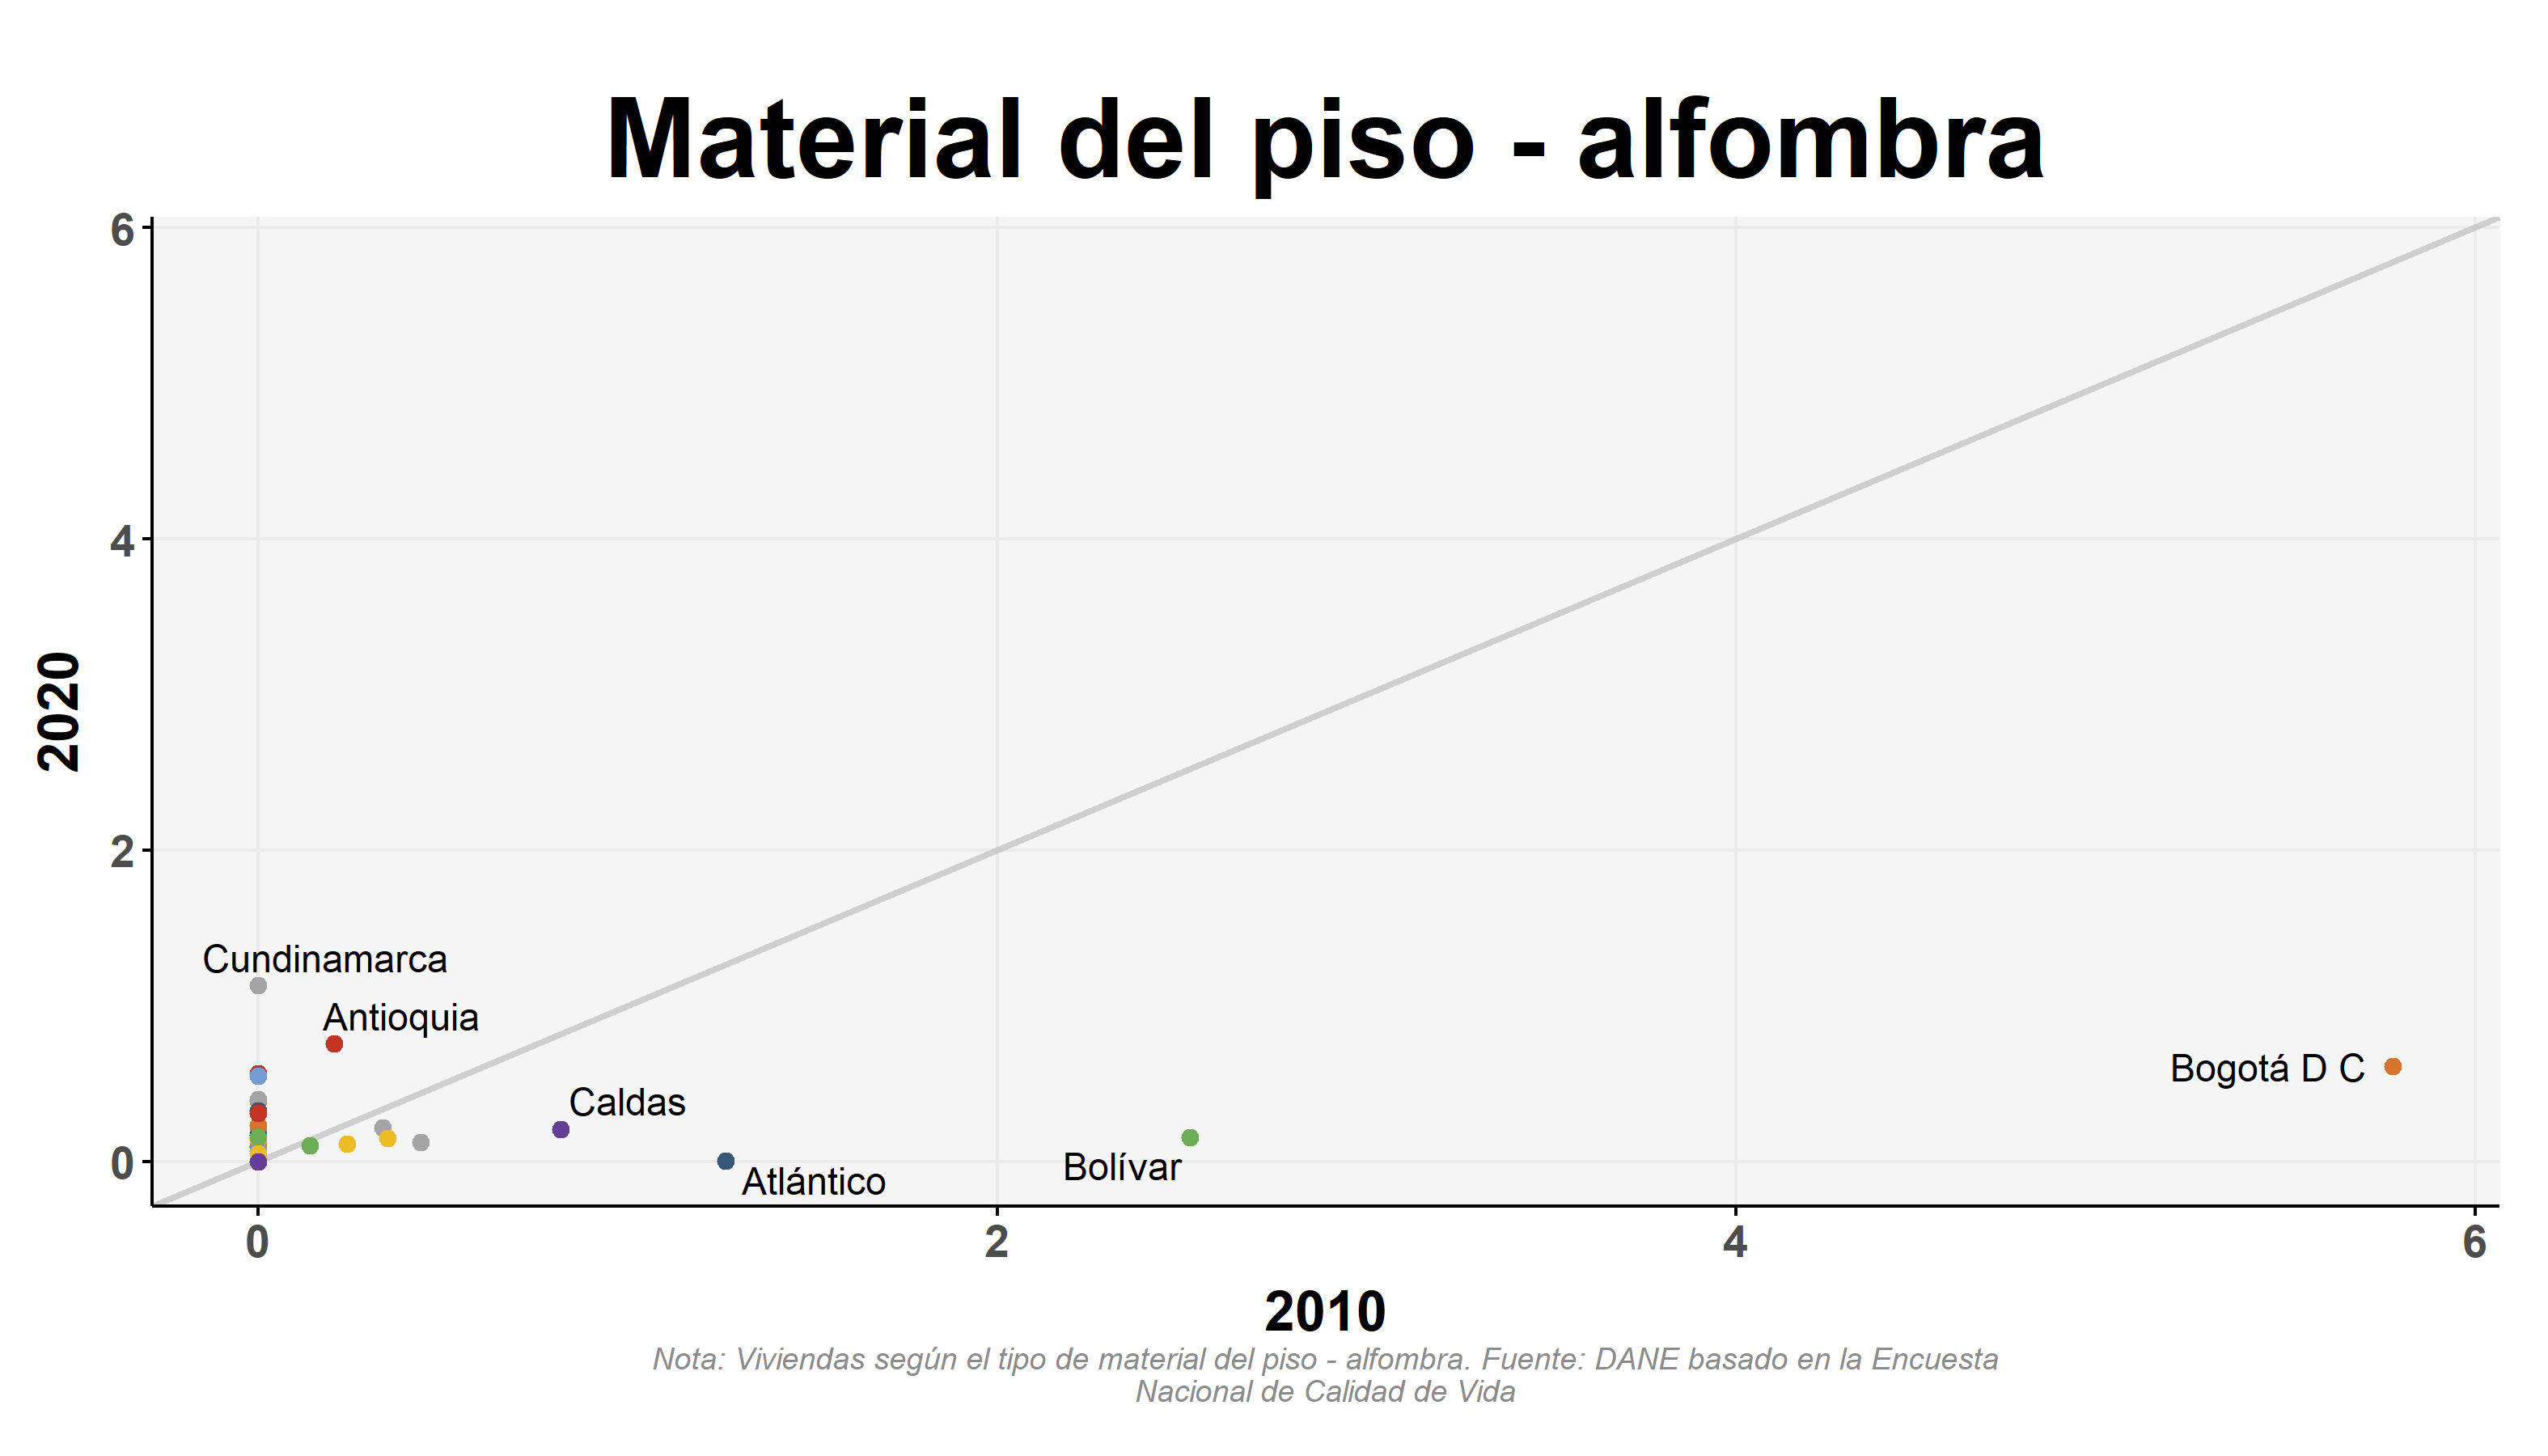 Material del piso - alfombra
6
4
2
0
2020
Cundinamarca
Antioquia
Caldas
Atlántico
Bolívar
Bogotá D C
0
2
4
6
2010
Nota: Viviendas según el tipo de material del piso - alfombra. Fuente: DANE basado en la Encuesta
Nacional de Calidad de Vida